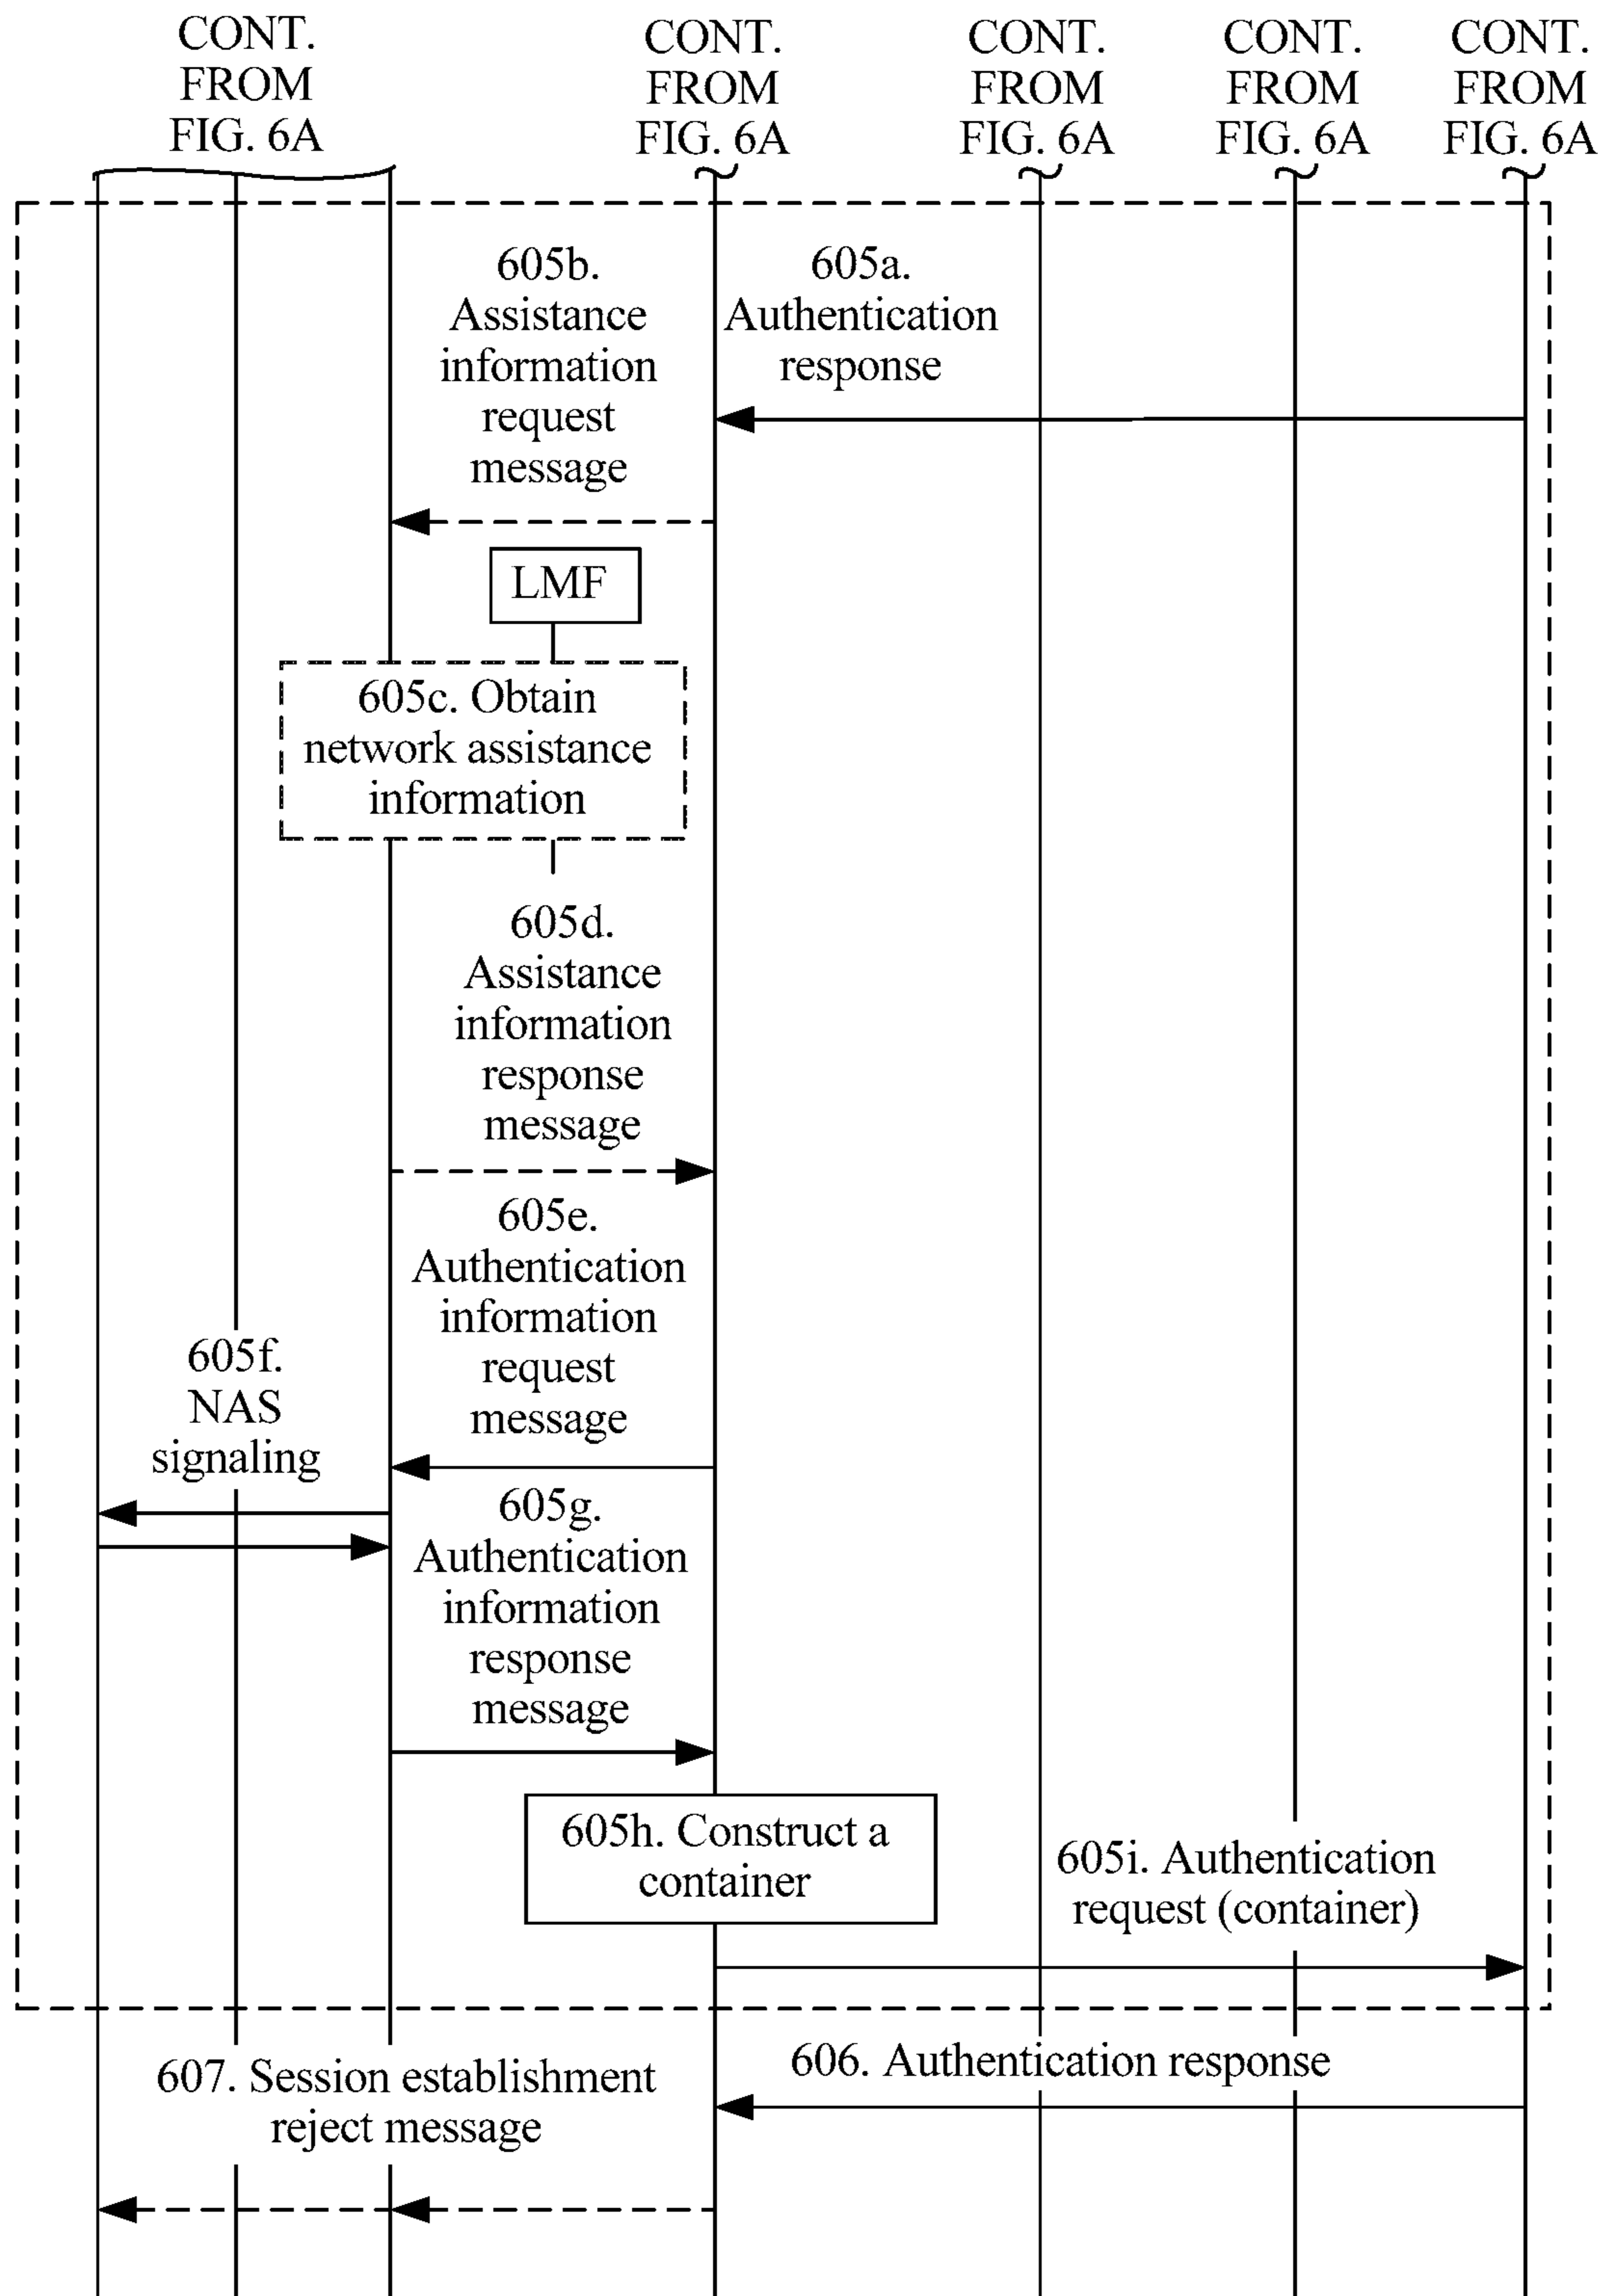 CONT.
FROM
FIG. 6A
CONT.
FROM
FIG. 6A
CONT.
FROM
FIG. 6A
CONT.
FROM
FIG. 6A
CONT.
FROM
FIG. 6A
605b.
Assistance
information
request
message
605a.
Authentication
response
LMF
605c. Obtain
network assistance
information
605d.
Assistance
information
response
message
605e.
Authentication
information
request
message
605f.
NAS
signaling
605g.
Authentication
information
response
message
605h. Construct a
container
605i. Authentication
request (container)
606. Authentication response
607. Session establishment
reject message